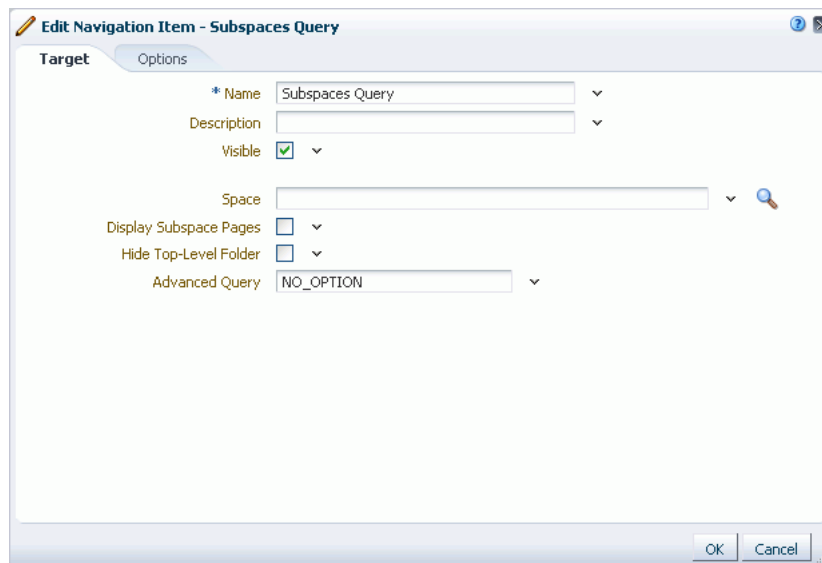 Edit Navigation Item - Subspaces Query
Target Options
* Name Subspaces Query
Description
Visible
Space
Display Subspace Pages
Hide Top-Level Folder
Advanced Query NO_OPTION
OK Cancel